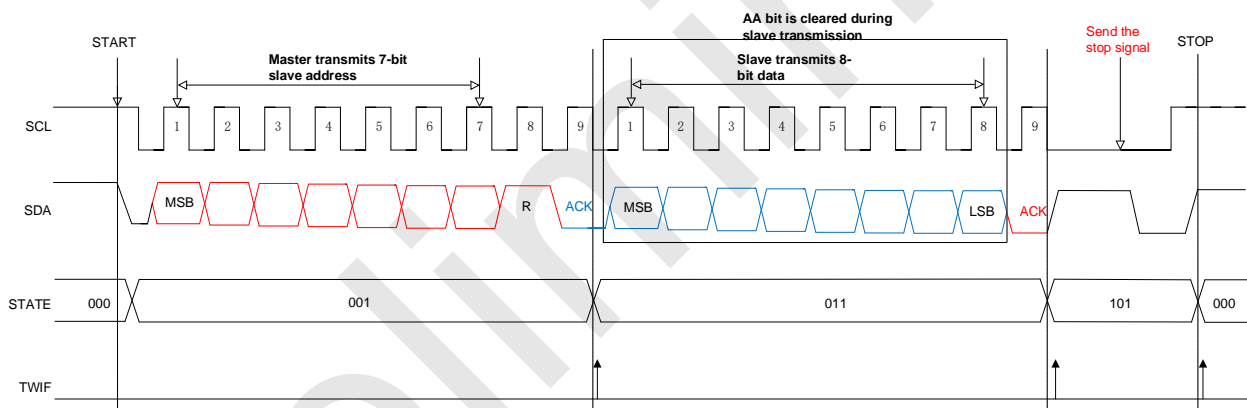 AA bit is cleared during
slave transmission
START
Master transmits 7-bit
slave address
Slave transmits 8-
bit data
Send the
stop signal
STOP
SCL
1 2 3 4 5 6 7 8 9 1 2 3 4 5 6 7 8 9
SDA
MSB R ACK MSB LSB ACK
STATE
000 001 011 101 000
TWIF